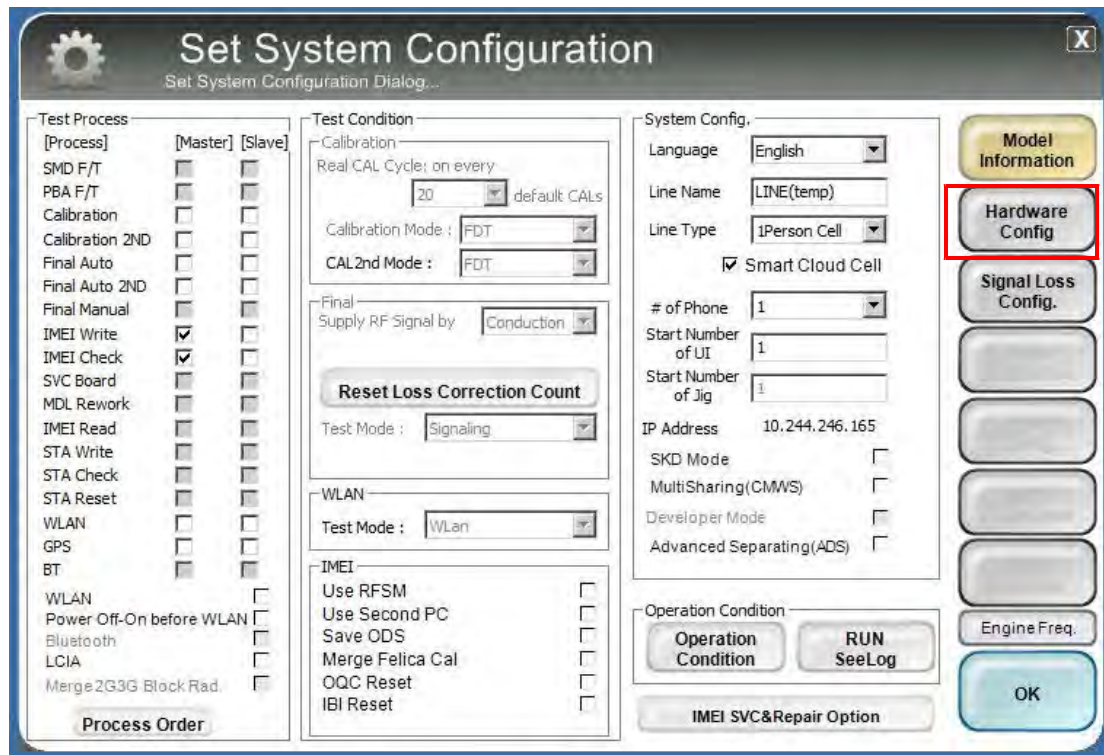 Set System Configuration
Set System Configuration Dialog...
X
Test Process
[Process] [Master] [Slave]
SMD F/T
PBA F/T
Calibration
Calibration 2ND
Final Auto
Final Auto 2ND
Final Manual
IMEI Write
IMEI Check
SVC Board
MDL Rework
IMEI Read
STA Write
STA Check
STA Reset
WLAN
GPS
BT
WLAN
Power Off-On before WLAN
Bluetooth
LCIA
Merge 2G3G Block Rad.
Process Order
Test Condition
Calibration
Real CAL Cycle: on every
20 default CALs
Calibration Mode : FDT
CAL2nd Mode : FDT
Final
Supply RF Signal by Conduction
Reset Loss Correction Count
Test Mode : Signaling
WLAN
Test Mode : WLan
IMEI
Use RFSM
Use Second PC
Save ODS
Merge Felica Cal
OQC Reset
IBI Reset
System Config.
Language English
Line Name LINE(temp)
Line Type 1Person Cell
Smart Cloud Cell
# of Phone 1
Start Number
of UI 1
Start Number
of Jig 1
IP Address 10.244.246.165
SKD Mode
MultiSharing(CMWS)
Developer Mode
Advanced Separating(ADS)
Operation Condition
Operation
Condition
RUN
SeeLog
IMEI SVC&Repair Option
Model
Information
Hardware
Config
Signal Loss
Config.
Engine Freq.
OK